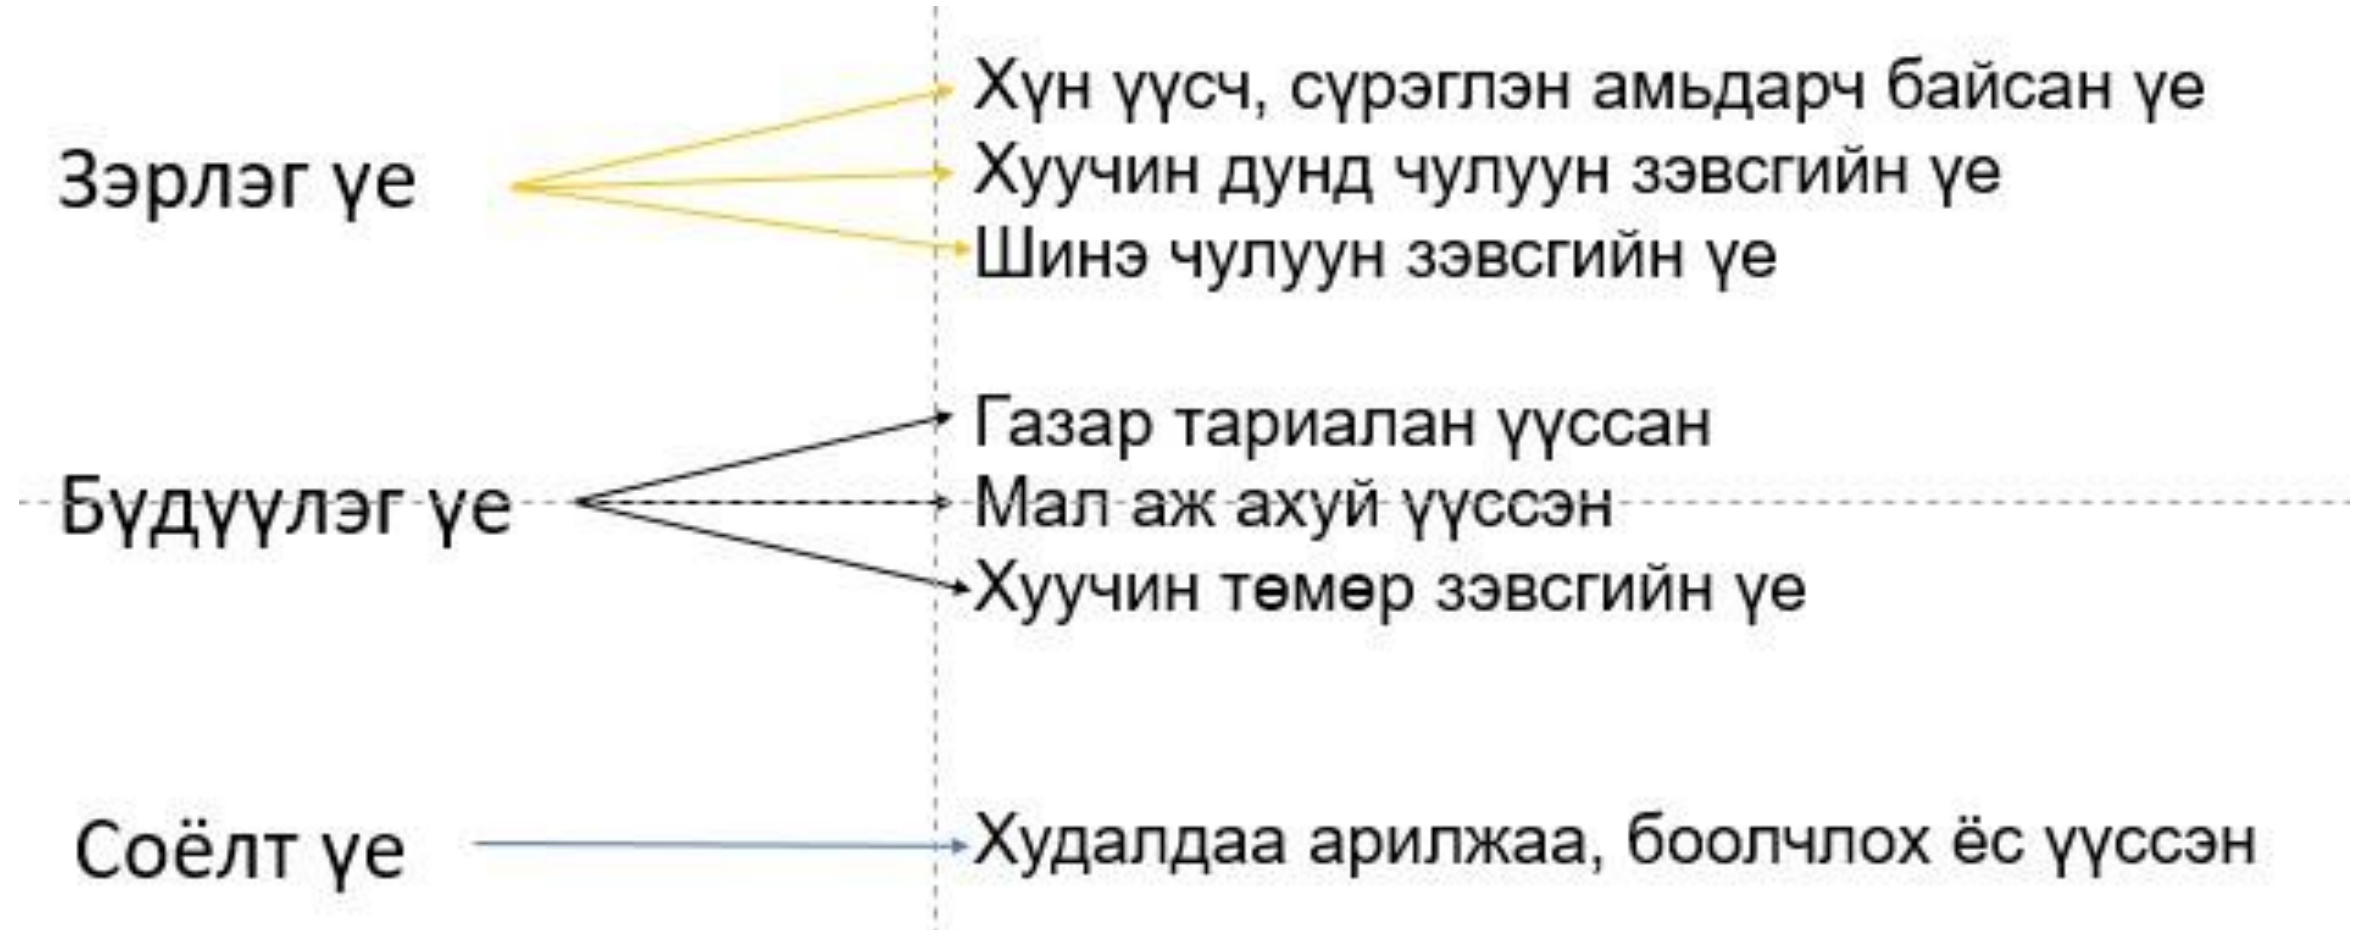 Зэрлэг үе
Хүн үүсч, сүрэглэн амьдарч байсан үе
Хуучин дунд чулуун зэвсгийн үе
Шинэ чулуун зэвсгийн үе
Бүдүүлэг үе
Газар тариалан үүссан
Мал аж ахуй үүссэн
Хуучин төмөр зэвсгийн үе
Соёлт үе
Худалдаа арилжаа, боолчлох ёс үүссэн